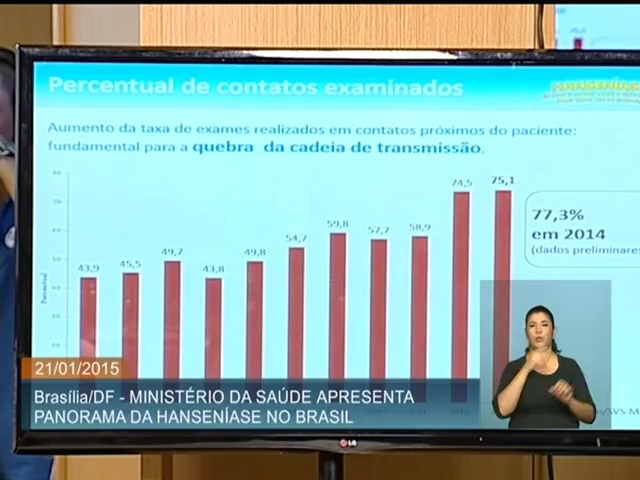 Percentual de contatos examinados
HANSENÍASE
Aumento da taxa de exames realizados em contatos próximos do paciente:
fundamental para a quebra da cadeia de transmissão.
43,9 45,5 49,7 43,8 49,8 54,7 59,8 57,7 58,9 74,5 75,1
77,3%
em 2014
(dados preliminares
Percentual
21/01/2015
Brasília/DF - MINISTÉRIO DA SAÚDE APRESENTA
PANORAMA DA HANSENÍASE NO BRASIL
LG